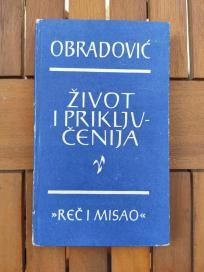 OBRADOVIĆ
ŽIVOT
I PRIKLJU-
ČENIJA
»REČ I MISAO«